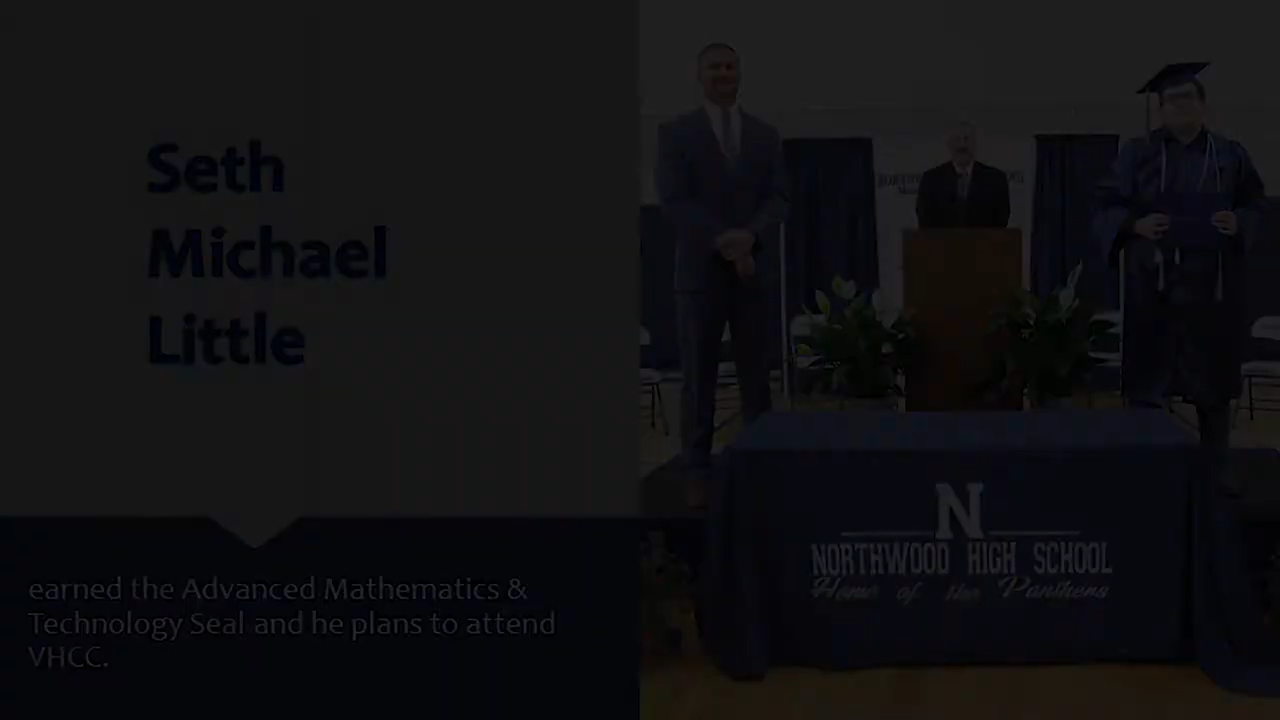 Seth
Michael
Little
earned the Advanced Mathematics &
Technology Seal and he plans to attend
VHCC.
N
NORTHWOOD HIGH SCHOOL
Home of the Panthers